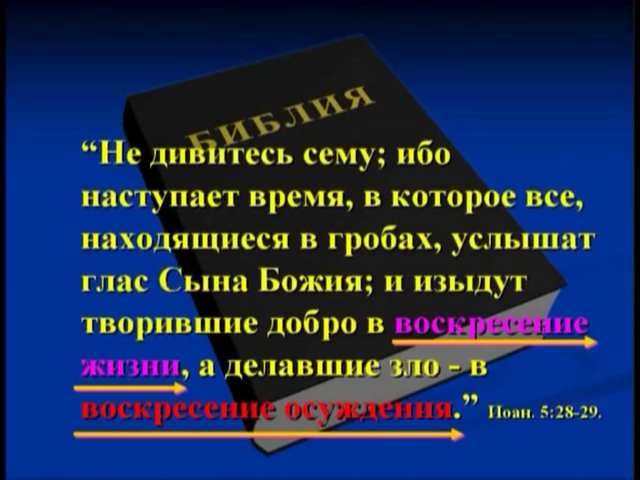 БИБЛИЯ
“Не дивитесь сему; ибо
наступает время, в которое все,
находящиеся в гробах, услышат
глас Сына Божия; и изыдут
творившие добро в воскресение
жизни, а делавшие зло - в
воскресение осуждения.” Иоан. 5:28-29.